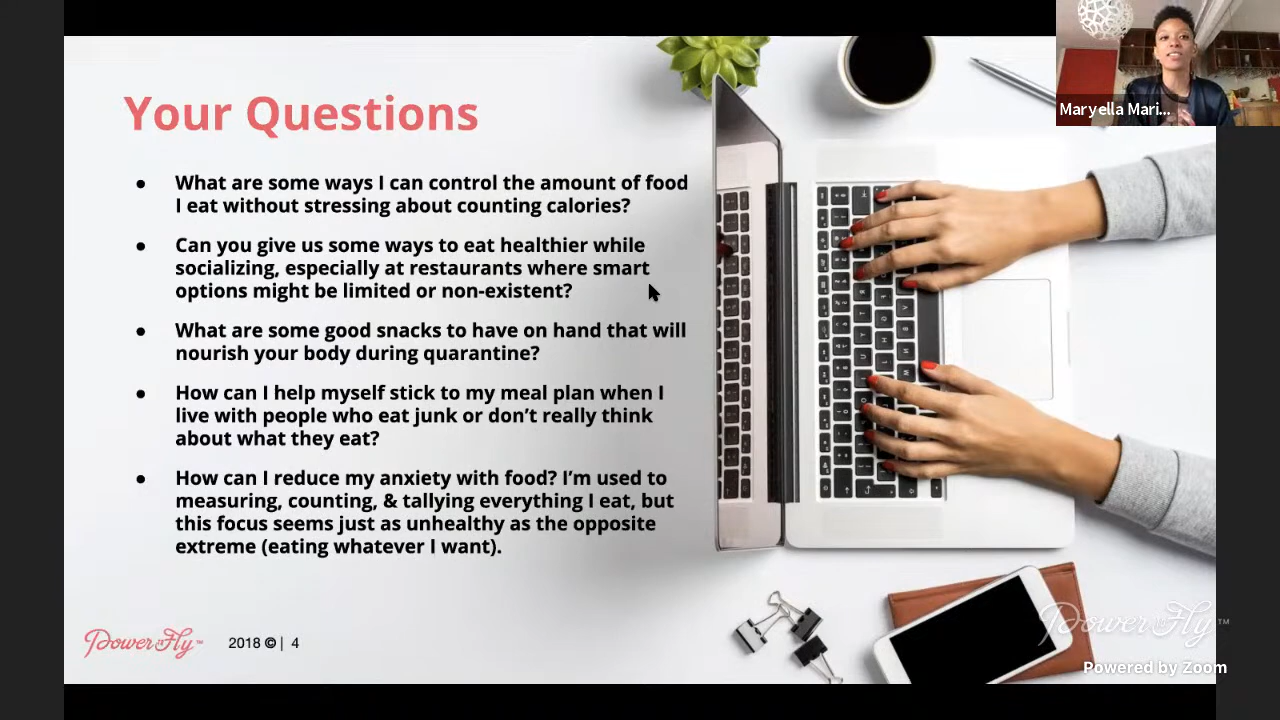 Your Questions
Maryella Mari...
● What are some ways I can control the amount of food
I eat without stressing about counting calories?
● Can you give us some ways to eat healthier while
socializing, especially at restaurants where smart
options might be limited or non-existent?
● What are some good snacks to have on hand that will
nourish your body during quarantine?
● How can I help myself stick to my meal plan when I
live with people who eat junk or don’t really think
about what they eat?
● How can I reduce my anxiety with food? I’m used to
measuring, counting, & tallying everything I eat, but
this focus seems just as unhealthy as the opposite
extreme (eating whatever I want).
PowerToFly™ 2018 © | 4
PowerToFly™
Powered by Zoom